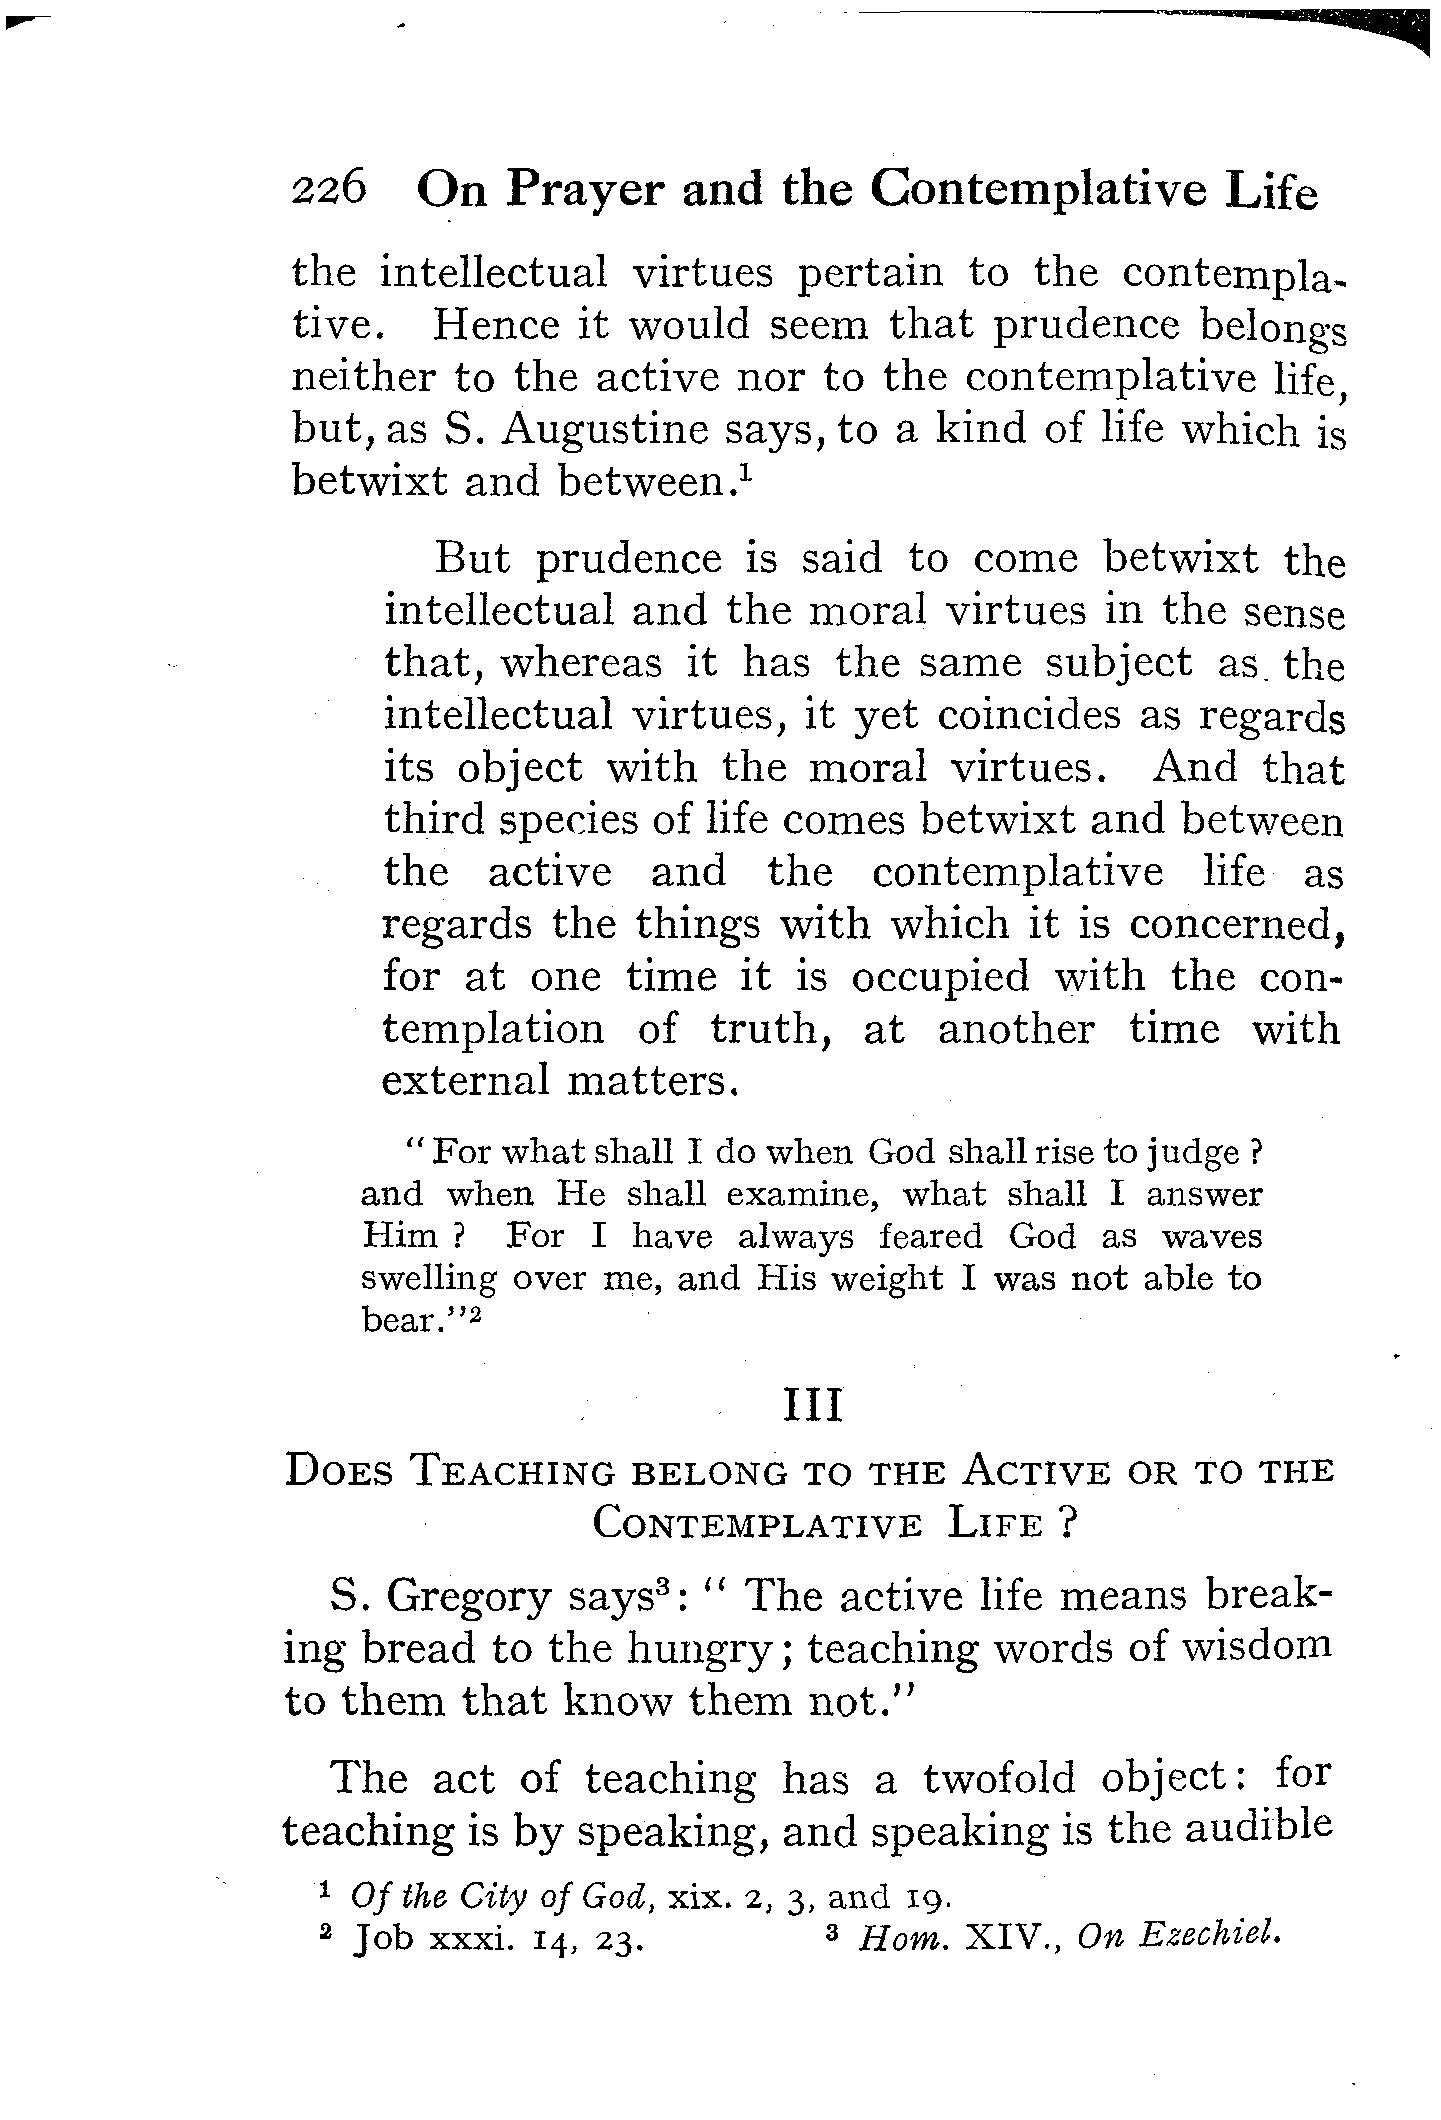 226 On Prayer and the Contemplative Life
the intellectual virtues pertain to the contempla-
tive. Hence it would seem that prudence belongs
neither to the active nor to the contemplative life,
but, as S. Augustine says, to a kind of life which is
betwixt and between.¹
But prudence is said to come betwixt the
intellectual and the moral virtues in the sense
that, whereas it has the same subject as the
intellectual virtues, it yet coincides as regards
its object with the moral virtues. And that
third species of life comes betwixt and between
the active and the contemplative life as
regards the things with which it is concerned,
for at one time it is occupied with the con-
templation of truth, at another time with
external matters.
"For what shall I do when God shall rise to judge ?
and when He shall examine, what shall I answer
Him ? For I have always feared God as waves
swelling over me, and His weight I was not able to
bear."²
III
DOES TEACHING BELONG TO THE ACTIVE OR TO THE
CONTEMPLATIVE LIFE ?
S. Gregory says³: " The active life means break-
ing bread to the hungry; teaching words of wisdom
to them that know them not."
The act of teaching has a twofold object: for
teaching is by speaking, and speaking is the audible
¹ Of the City of God, xix. 2, 3, and 19.
² Job xxxi. 14, 23. ³ Hom. XIV., On Ezechiel.